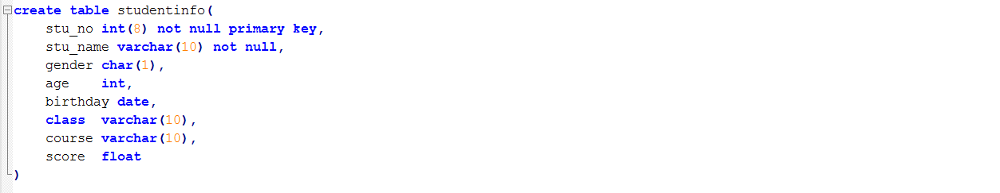 create table studentinfo(
    stu_no int(8) not null primary key,
    stu_name varchar(10) not null,
    gender char(1),
    age    int,
    birthday date,
    class  varchar(10),
    course varchar(10),
    score  float
)